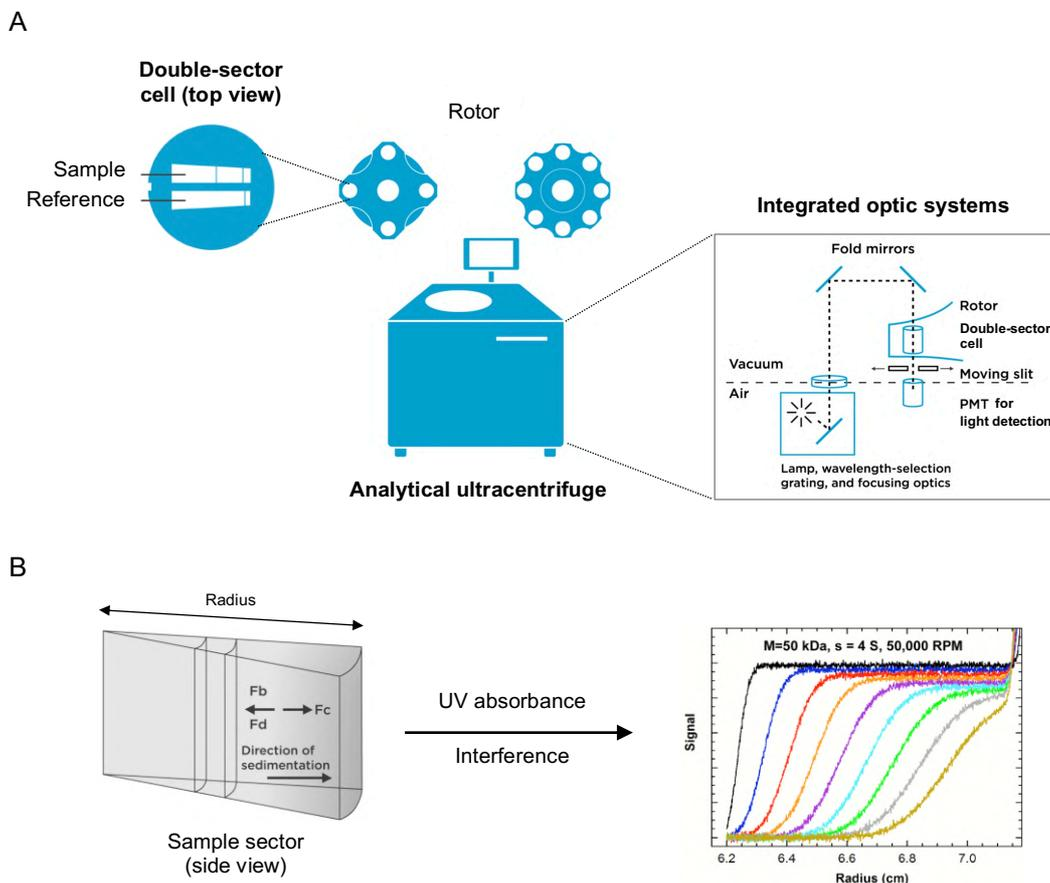 A
Double-sector
cell (top view)
Rotor
Sample
Reference
Integrated optic systems
Fold mirrors
Rotor
Double-sector
cell
Vacuum
Moving slit
Air
PMT for
light detection
Lamp, wavelength-selection
grating, and focusing optics
Analytical ultracentrifuge
B
Radius
Fb
Fc
Fd
Direction of
sedimentation
Sample sector
(side view)
UV absorbance
Interference
M=50 kDa, s = 4 S, 50,000 RPM
Signal
6.2 6.4 6.6 6.8 7.0
Radius (cm)